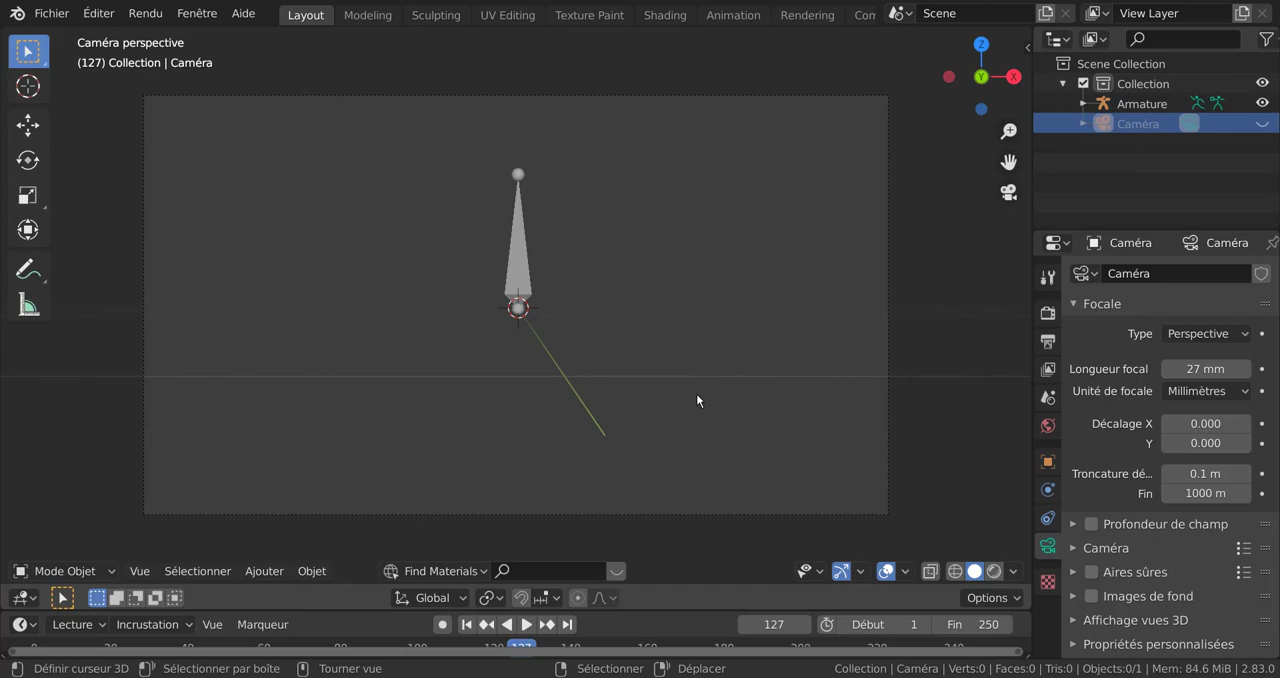 Fichier Éditer Rendu Fenêtre Aide Layout Modeling Sculpting UV Editing Texture Paint Shading Animation Rendering Com Scene View Layer
Caméra perspective
(127) Collection | Caméra
Z
Y
X
Scene Collection
Collection
Armature
Caméra
Caméra Caméra
Caméra
Focale
Type Perspective
Longueur focal 27 mm
Unité de focale Millimètres
Décalage X 0.000
Y 0.000
Troncature dé... 0.1 m
Fin 1000 m
Profondeur de champ
Caméra
Aires sûres
Images de fond
Affichage vues 3D
Propriétés personnalisées
Mode Objet Vue Sélectionner Ajouter Objet Find Materials
Global Options
Lecture Incrustation Vue Marqueur 127 Début 1 Fin 250
Définir curseur 3D Sélectionner par boîte Tourner vue Sélectionner Déplacer Collection | Caméra | Verts:0 | Faces:0 | Tris:0 | Objects:0/1 | Mem: 84.6 MiB | 2.83.0